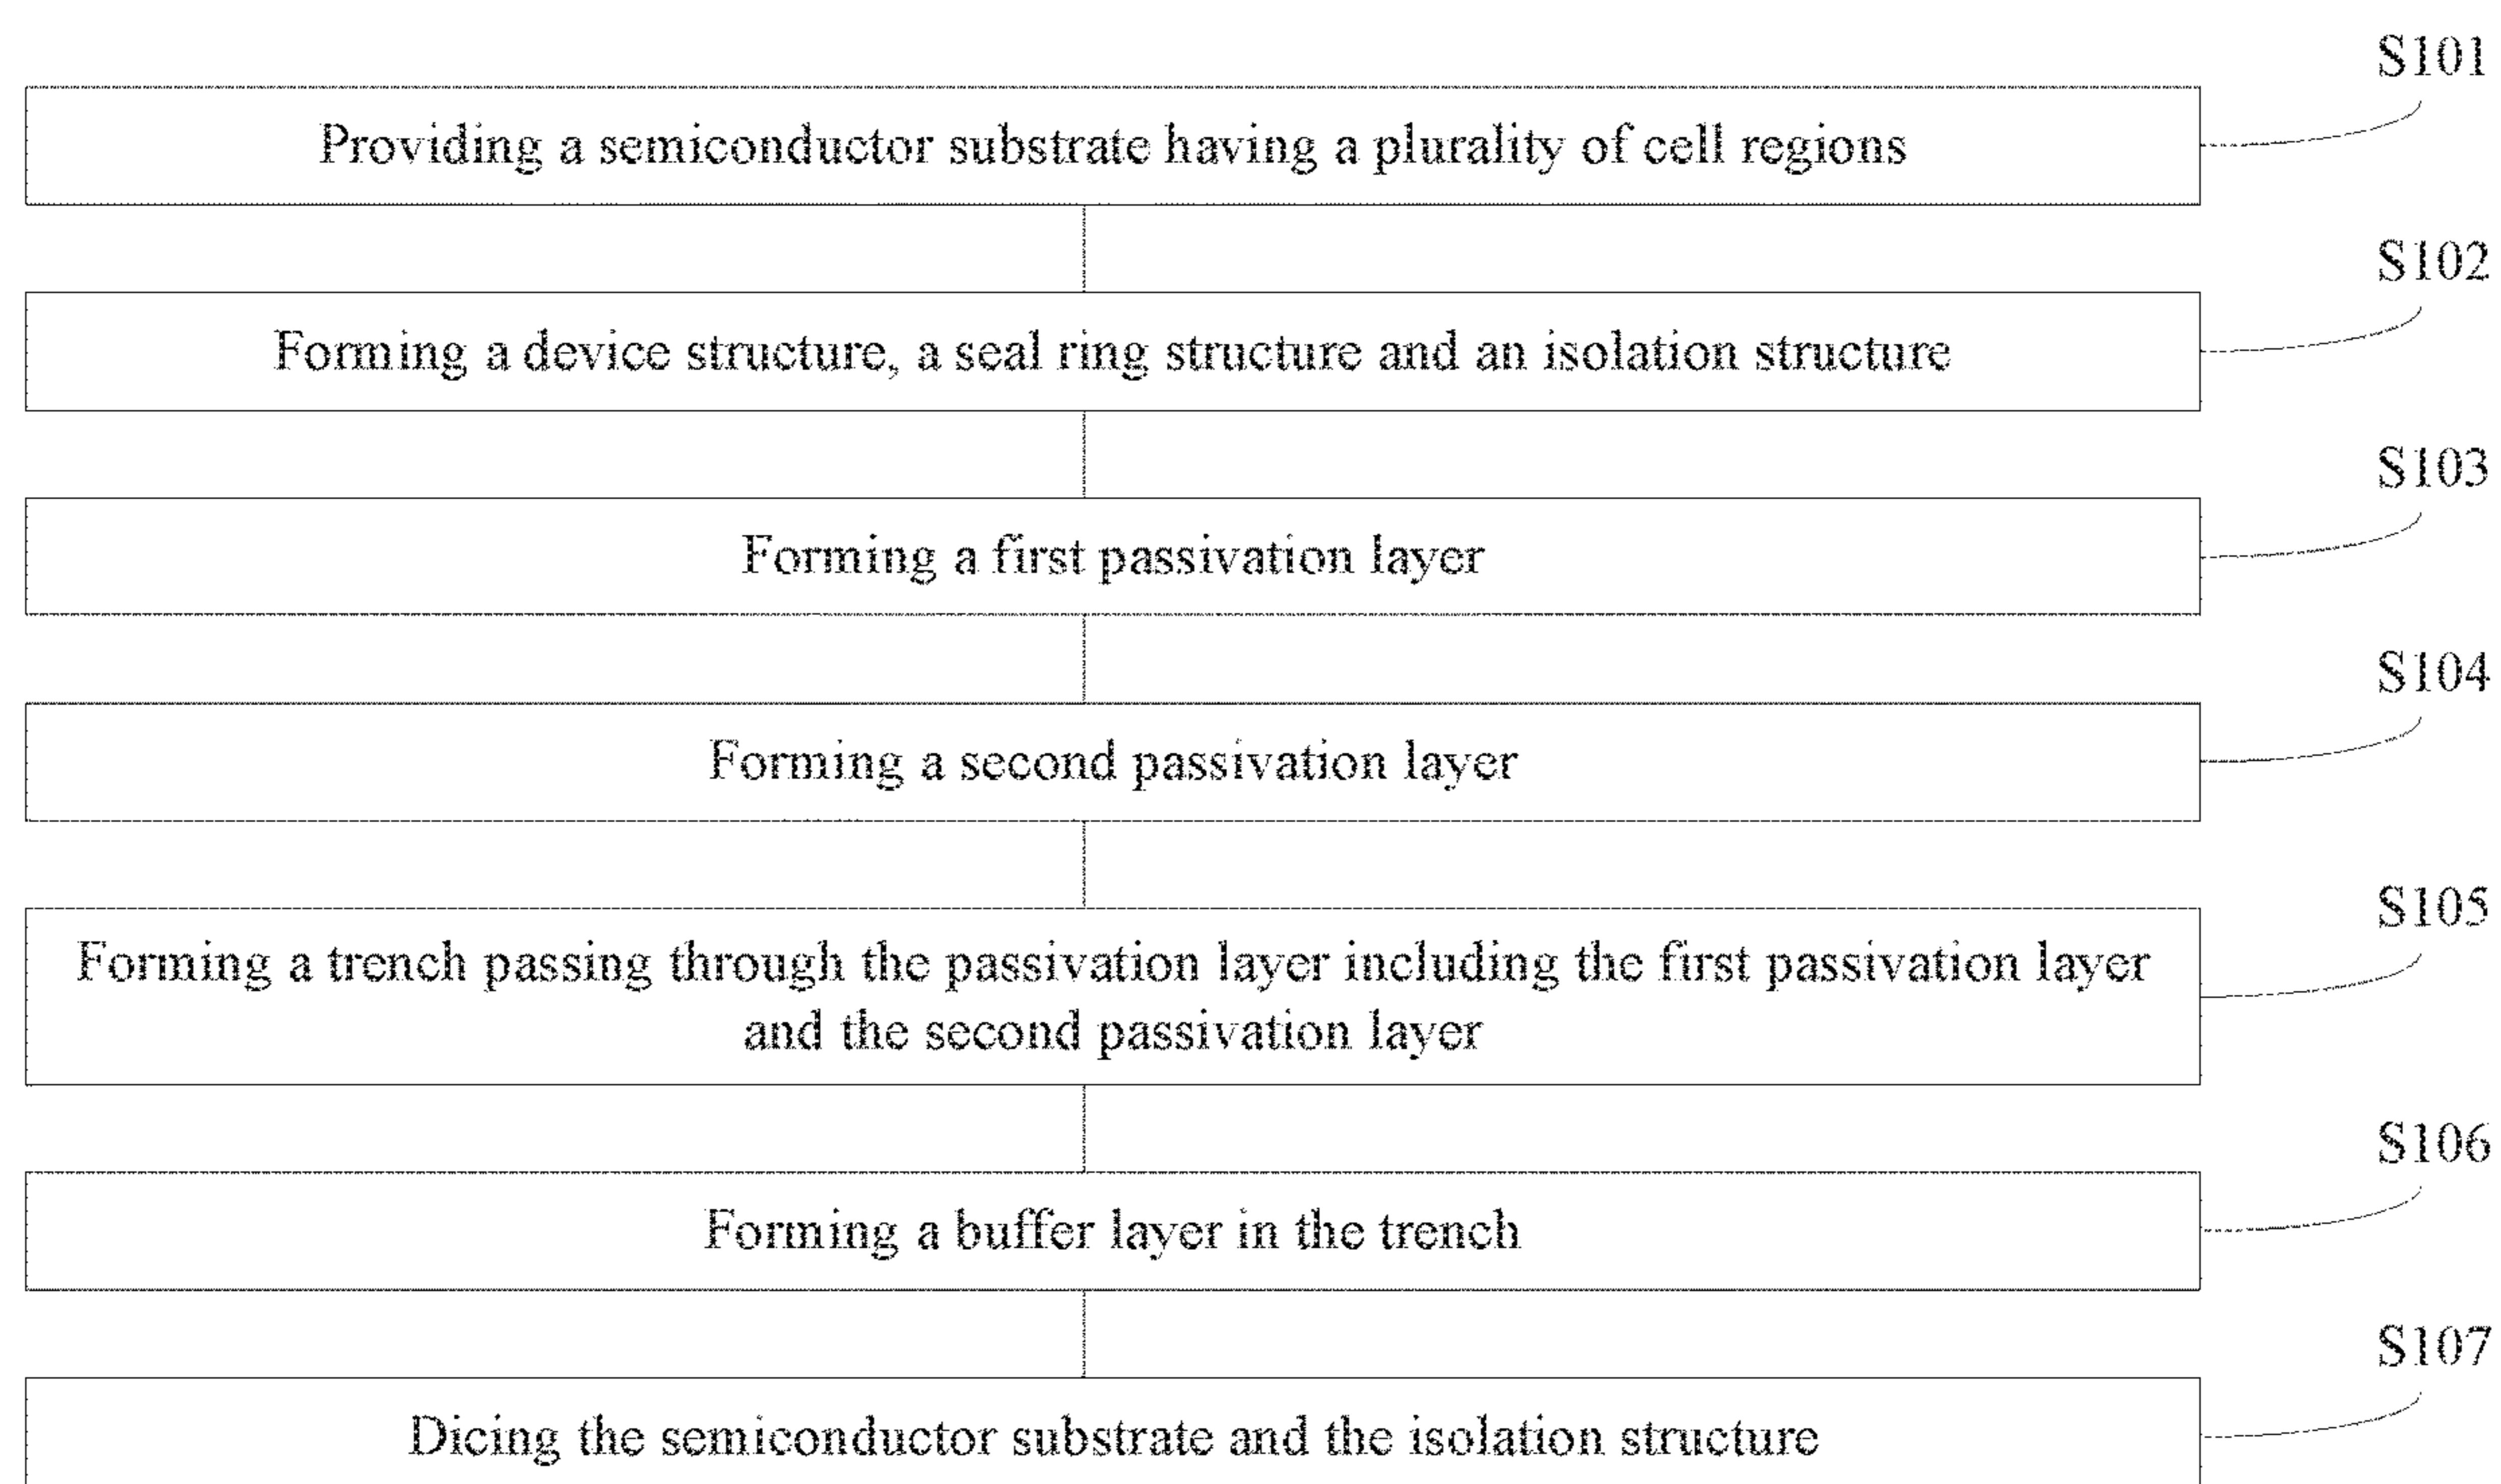 S101
Providing a semiconductor substrate having a plurality of cell regions
S102
Forming a device structure, a seal ring structure and an isolation structure
S103
Forming a first passivation layer
S104
Forming a second passivation layer
S105
Forming a trench passing through the passivation layer including the first passivation layer
and the second passivation layer
S106
Forming a buffer layer in the trench
S107
Dicing the semiconductor substrate and the isolation structure